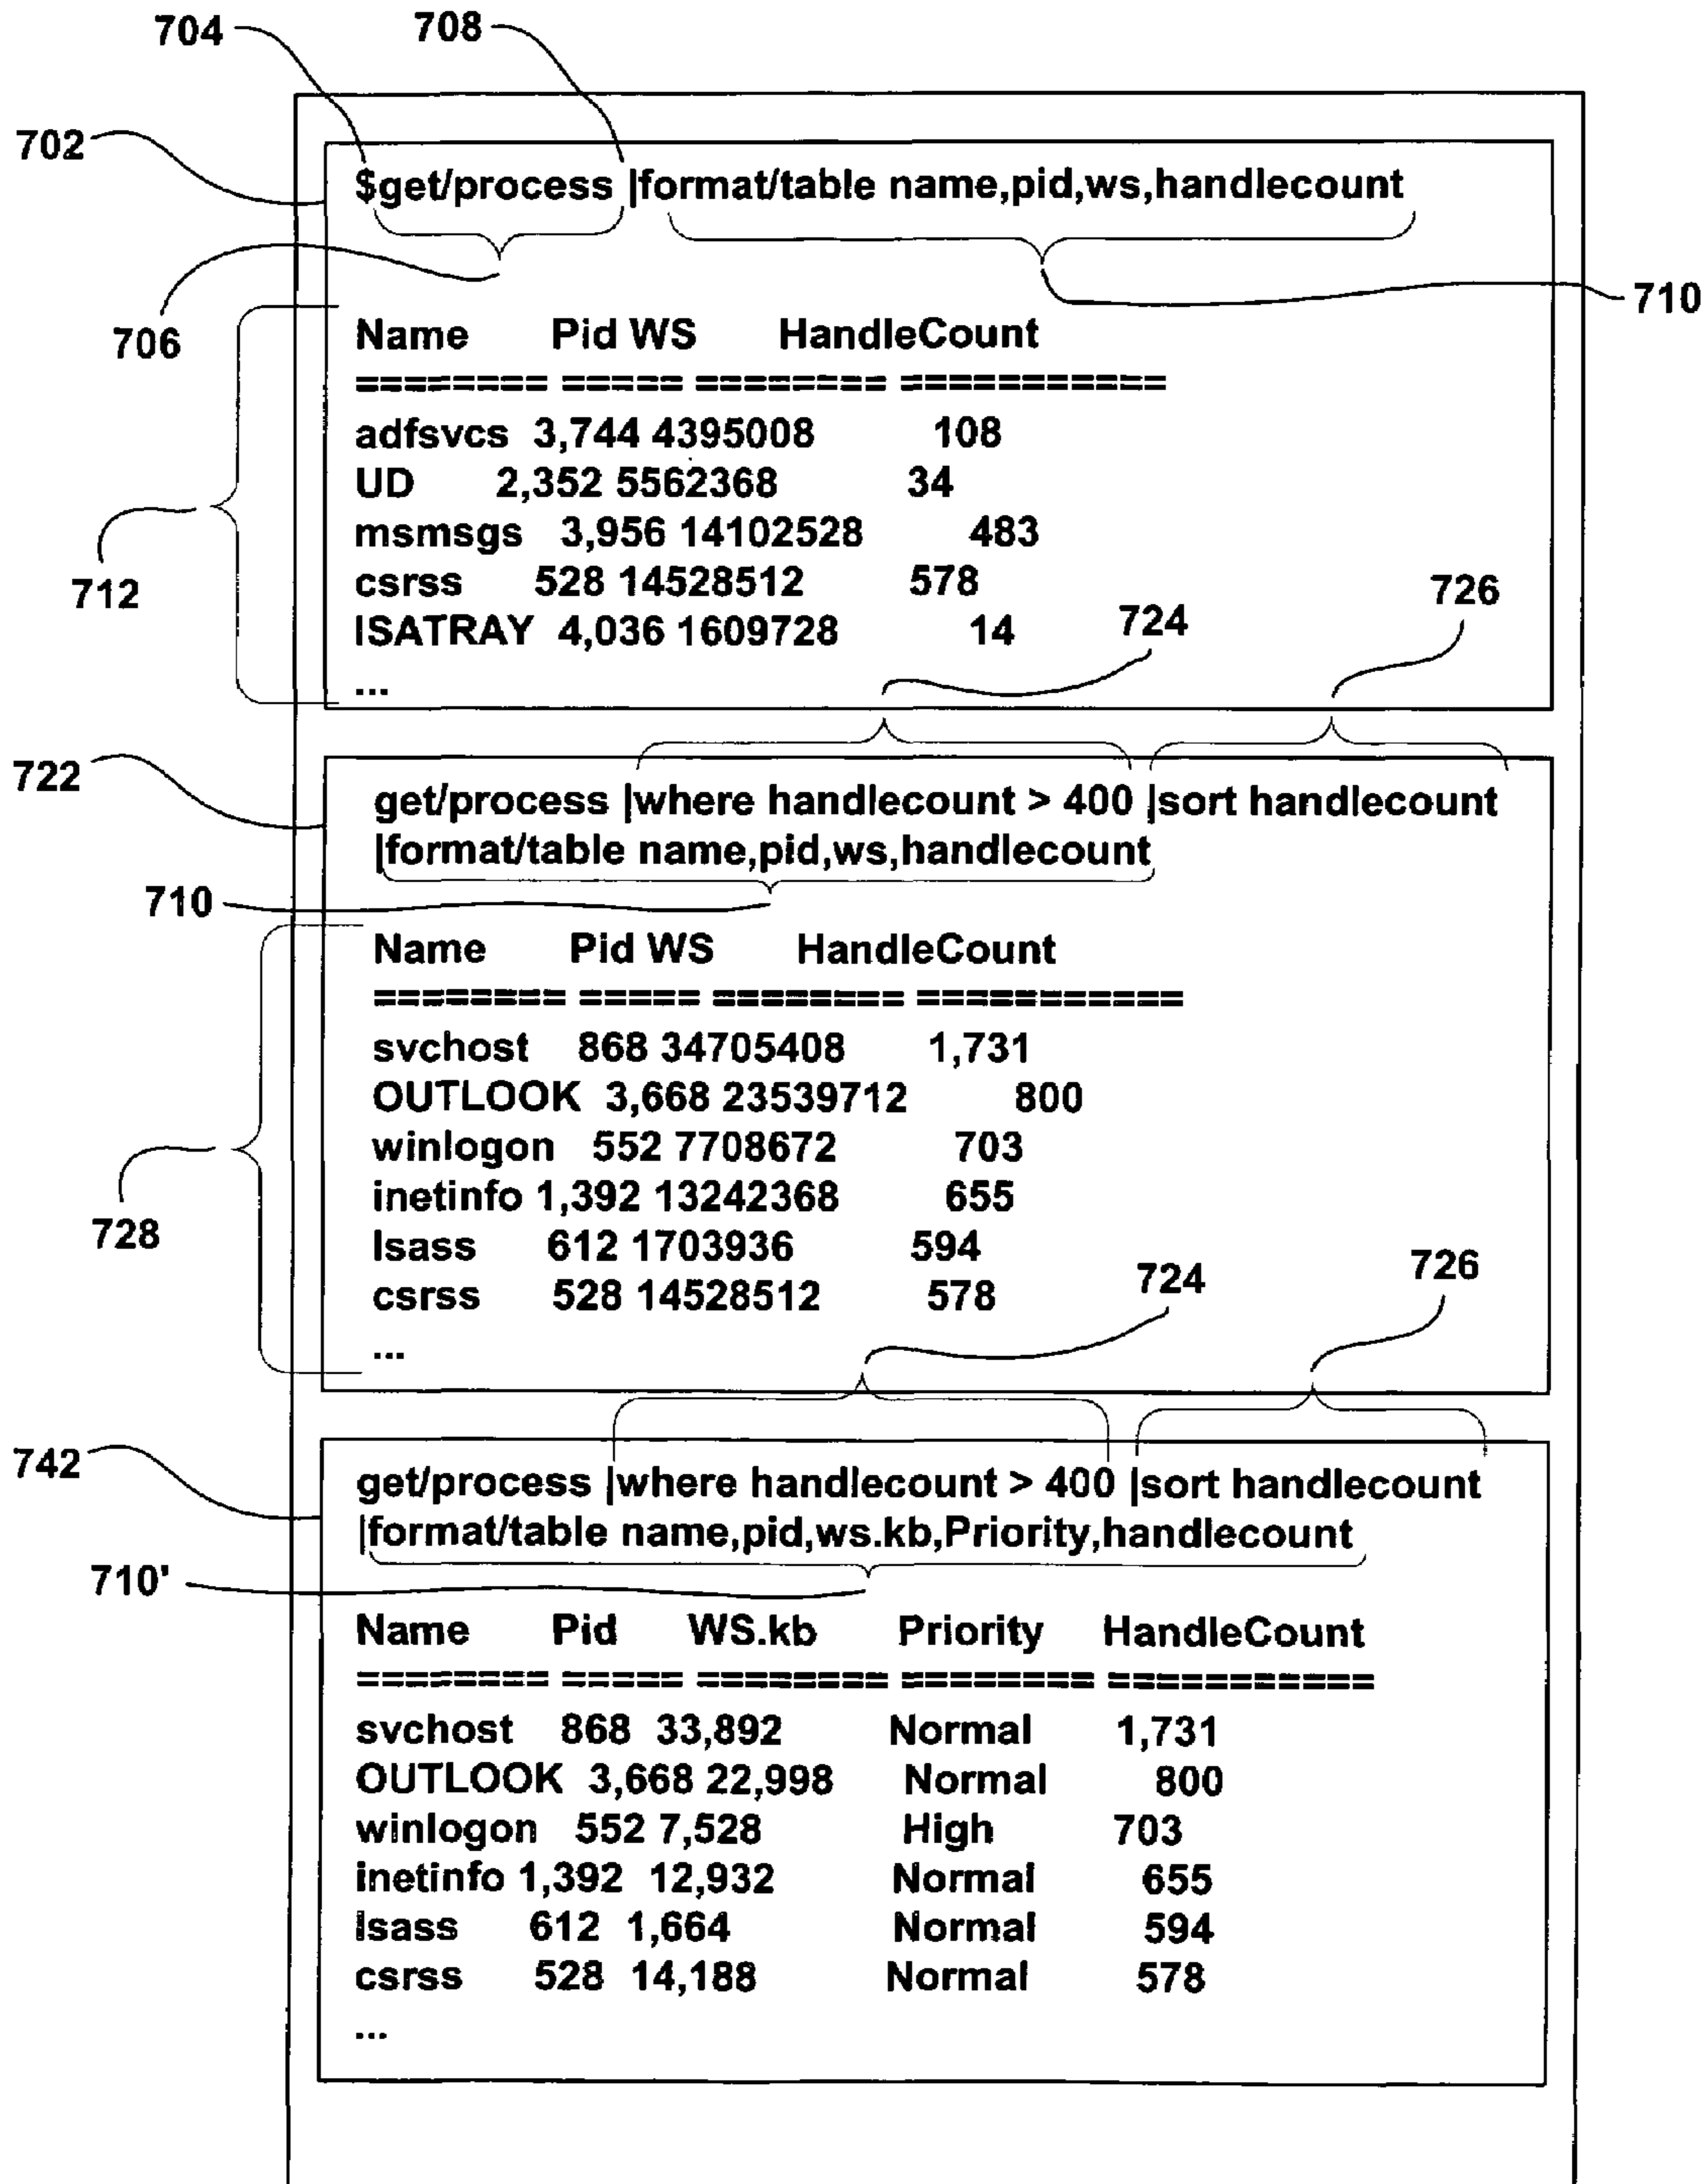 704 708
702
$get/process |format/table name,pid,ws,handlecount
710
706
Name Pid WS HandleCount
======== ===== ======== ===========
adfsvcs 3,744 4395008 108
UD 2,352 5562368 34
msmsgs 3,956 14102528 483
712
csrss 528 14528512 578
726
ISATRAY 4,036 1609728 14
724
...
722
get/process |where handlecount > 400 |sort handlecount
|format/table name,pid,ws,handlecount
710
Name Pid WS HandleCount
======== ===== ======== ===========
svchost 868 34705408 1,731
OUTLOOK 3,668 23539712 800
winlogon 552 7708672 703
inetinfo 1,392 13242368 655
728
lsass 612 1703936 594
724
726
csrss 528 14528512 578
...
742
get/process |where handlecount > 400 |sort handlecount
|format/table name,pid,ws.kb,Priority,handlecount
710'
Name Pid WS.kb Priority HandleCount
======== ===== ======== ======== ===========
svchost 868 33,892 Normal 1,731
OUTLOOK 3,668 22,998 Normal 800
winlogon 552 7,528 High 703
inetinfo 1,392 12,932 Normal 655
lsass 612 1,664 Normal 594
csrss 528 14,188 Normal 578
...